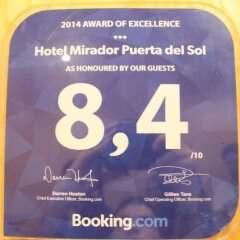 2014 AWARD OF EXCELLENCE
Hotel Mirador Puerta del Sol
AS HONOURED BY OUR GUESTS
8,4
/10
Darren Huston
Chief Executive Officer, Booking.com
Gillian Tans
Chief Operating Officer, Booking.com
Booking.com